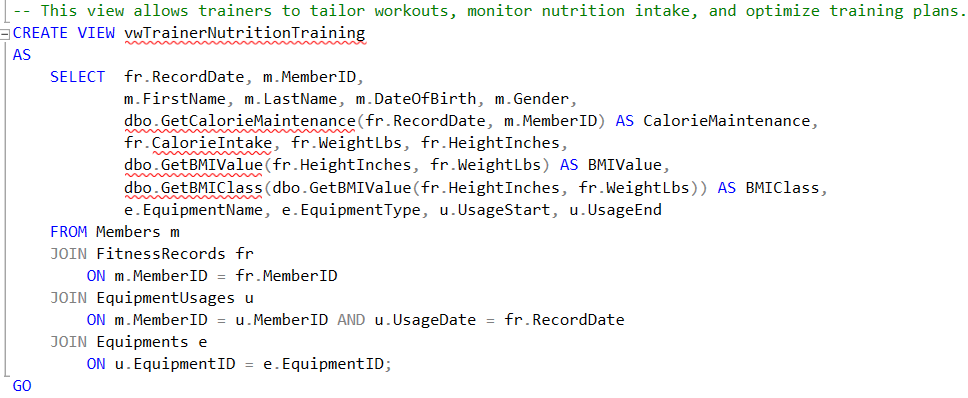 -- This view allows trainers to tailor workouts, monitor nutrition intake, and optimize training plans.
CREATE VIEW vwTrainerNutritionTraining
AS
    SELECT  fr.RecordDate, m.MemberID,
            m.FirstName, m.LastName, m.DateOfBirth, m.Gender,
            dbo.GetCalorieMaintenance(fr.RecordDate, m.MemberID) AS CalorieMaintenance,
            fr.CalorieIntake, fr.WeightLbs, fr.HeightInches,
            dbo.GetBMIValue(fr.HeightInches, fr.WeightLbs) AS BMIValue,
            dbo.GetBMIClass(dbo.GetBMIValue(fr.HeightInches, fr.WeightLbs)) AS BMIClass,
            e.EquipmentName, e.EquipmentType, u.UsageStart, u.UsageEnd
    FROM Members m
    JOIN FitnessRecords fr
        ON m.MemberID = fr.MemberID
    JOIN EquipmentUsages u
        ON m.MemberID = u.MemberID AND u.UsageDate = fr.RecordDate
    JOIN Equipments e
        ON u.EquipmentID = e.EquipmentID;
GO